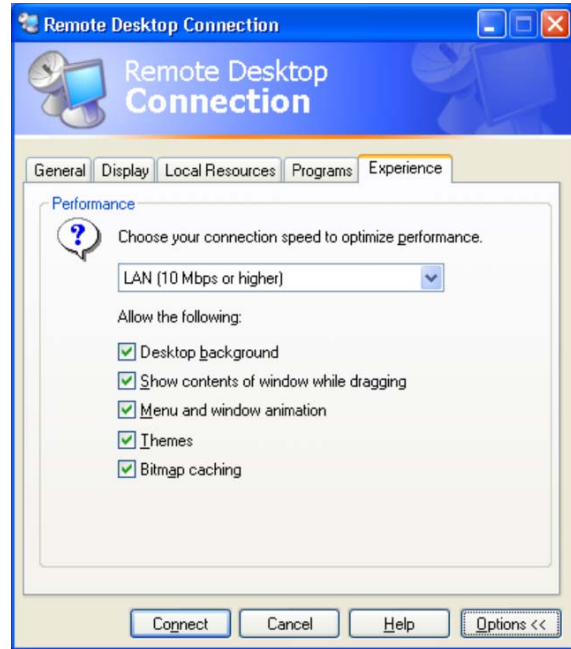 Remote Desktop Connection
Remote Desktop
Connection
General Display Local Resources Programs Experience
Performance
Choose your connection speed to optimize performance.
LAN (10 Mbps or higher)
Allow the following:
Desktop background
Show contents of window while dragging
Menu and window animation
Themes
Bitmap caching
Connect Cancel Help Options <<